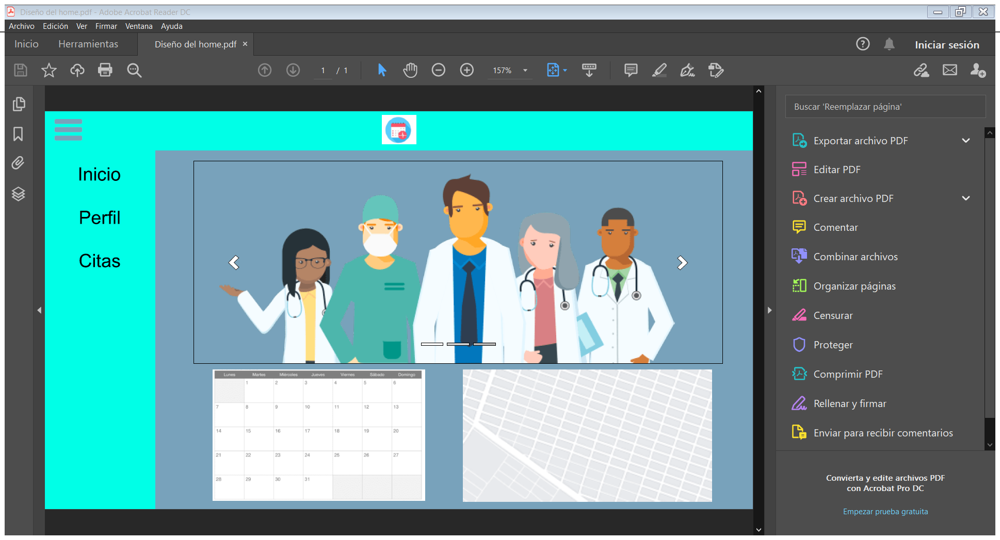 Diseño del home.pdf - Adobe Acrobat Reader DC
Archivo Edición Ver Firmar Ventana Ayuda
Inicio Herramientas Diseño del home.pdf × Iniciar sesión
1 / 1 157%
Buscar 'Reemplazar página'
Exportar archivo PDF
Editar PDF
Crear archivo PDF
Comentar
Combinar archivos
Organizar páginas
Censurar
Proteger
Comprimir PDF
Rellenar y firmar
Enviar para recibir comentarios
Convierta y edite archivos PDF
con Acrobat Pro DC
Empezar prueba gratuita
Inicio
Perfil
Citas
Lunes Martes Miércoles Jueves Viernes Sábado Domingo
1 2 3 4 5 6
7 8 9 10 11 12 13
14 15 16 17 18 19 20
21 22 23 24 25 26 27
28 29 30 31